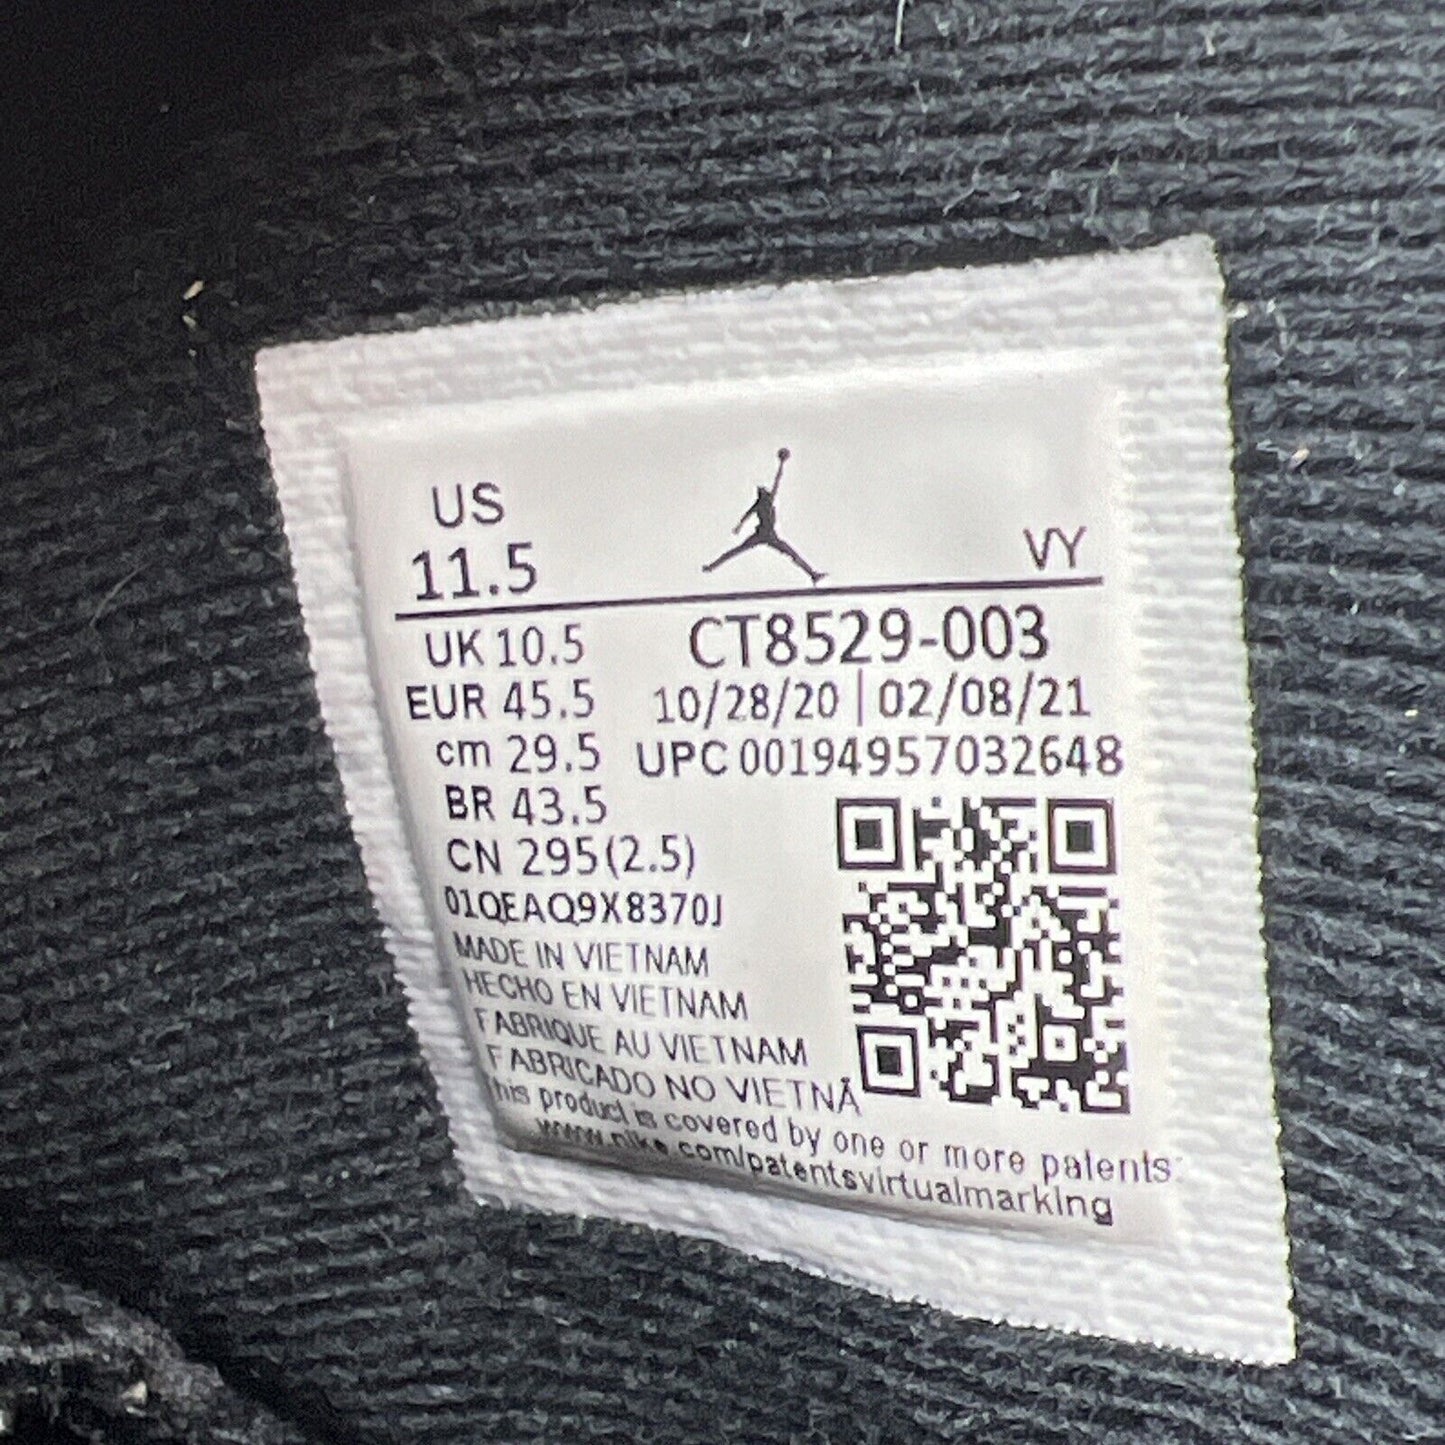 US
11.5
VY
UK 10.5
CT8529-003
EUR 45.5
10/28/20 | 02/08/21
cm 29.5
UPC 00194957032648
BR 43.5
CN 295(2.5)
01QEAQ9X8370J
MADE IN VIETNAM
HECHO EN VIETNAM
FABRIQUE AU VIETNAM
FABRICADO NO VIETNÃ
this product is covered by one or more patents:
www.nike.com/patentsvirtualmarking